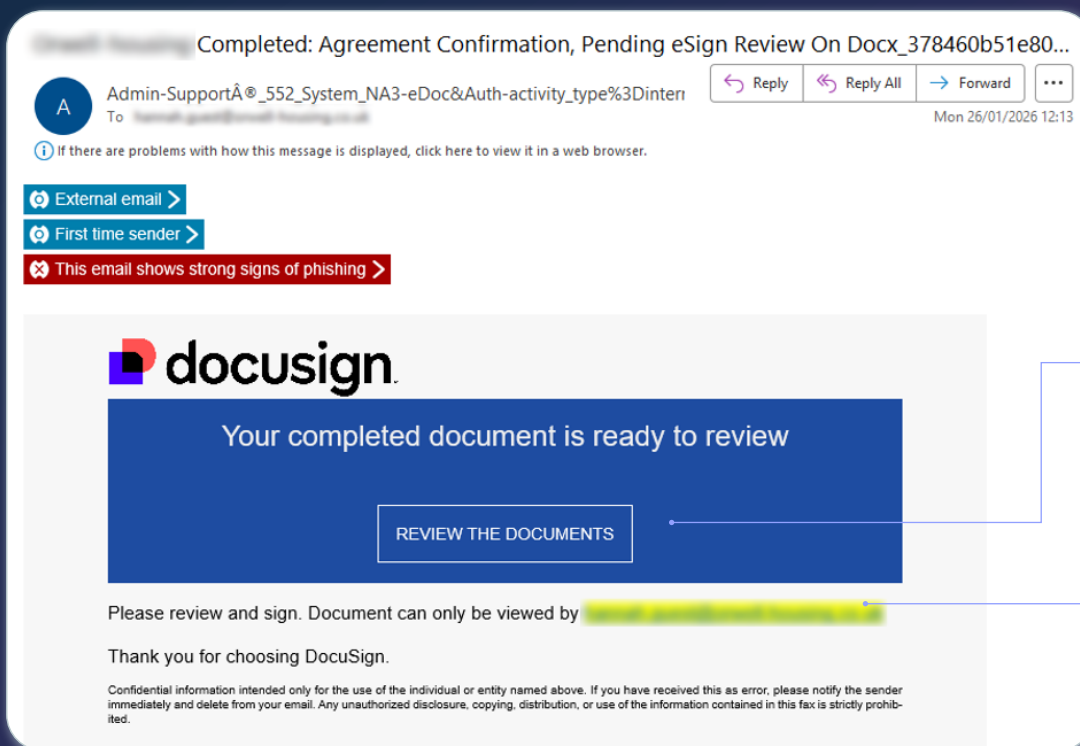 Completed: Agreement Confirmation, Pending eSign Review On Docx_378460b51e80...
A
Admin-SupportÂ®_552_System_NA3-eDoc&Auth-activity_type%3Dintern
Reply
Reply All
Forward
...
To
Mon 26/01/2026 12:13
If there are problems with how this message is displayed, click here to view it in a web browser.
External email
First time sender
This email shows strong signs of phishing
docusign
Your completed document is ready to review
REVIEW THE DOCUMENTS
Please review and sign. Document can only be viewed by
Thank you for choosing DocuSign.
Confidential information intended only for the use of the individual or entity named above. If you have received this as error, please notify the sender
immediately and delete from your email. Any unauthorized disclosure, copying, distribution, or use of the information contained in this fax is strictly prohib-
ited.